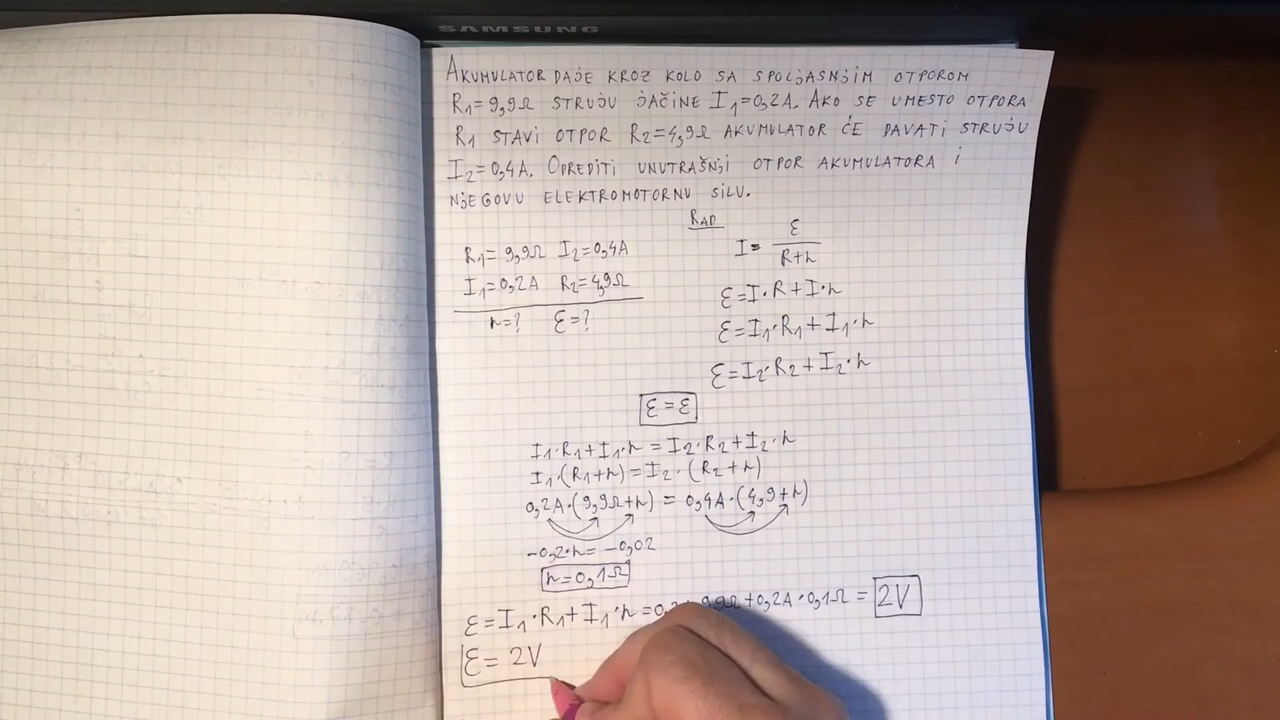 SAMSUNG
AKUMULATOR DAJE KROZ KOLO SA SPOLJASNJIM OTPOROM
R₁=9,9Ω STRUJU JAČINE I₁=0,2A. AKO SE UMESTO OTPORA
R₁ STAVI OTPOR R₂=4,9Ω AKUMULATOR ĆE DAVATI STRUJU
I₂=0,4A. ODREDITI UNUTRAŠNJI OTPOR AKUMULATORA I
NJEGOVU ELEKTROMOTORNU SILU.
RAD
R₁=9,9Ω I₂=0,4A
I₁=0,2A R₂=4,9Ω
r=? ε=?
I=ε/(R+r)
ε=I·R+I·r
ε=I₁·R₁+I₁·r
ε=I₂·R₂+I₂·r
ε=ε
I₁·R₁+I₁·r=I₂·R₂+I₂·r
I₁·(R₁+r)=I₂·(R₂+r)
0,2A·(9,9Ω+r)=0,4A·(4,9+r)
-0,2·r=-0,02
r=0,1Ω
ε=I₁·R₁+I₁·r=0,2 9,9Ω+0,2A·0,1Ω=2V
ε=2V